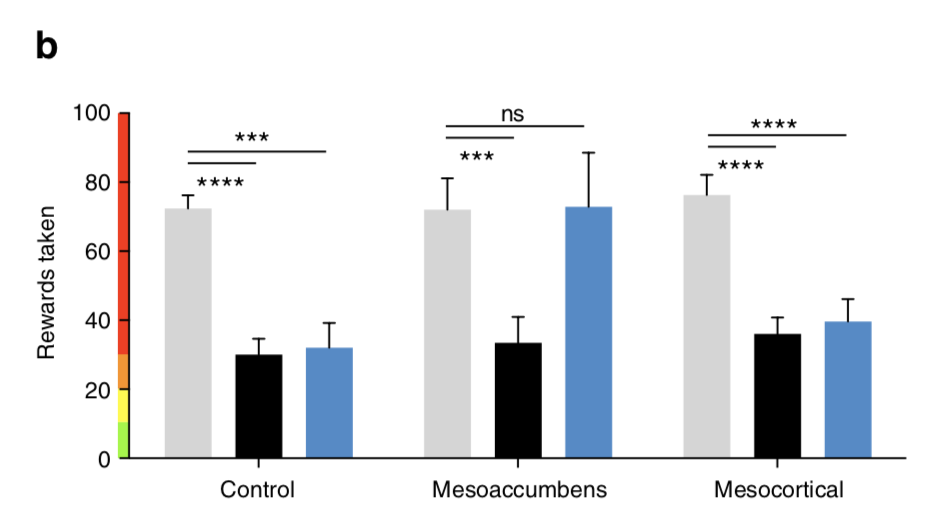 b
Rewards taken
100
80
60
40
20
0
***
****
ns
***
****
****
Control
Mesoaccumbens
Mesocortical